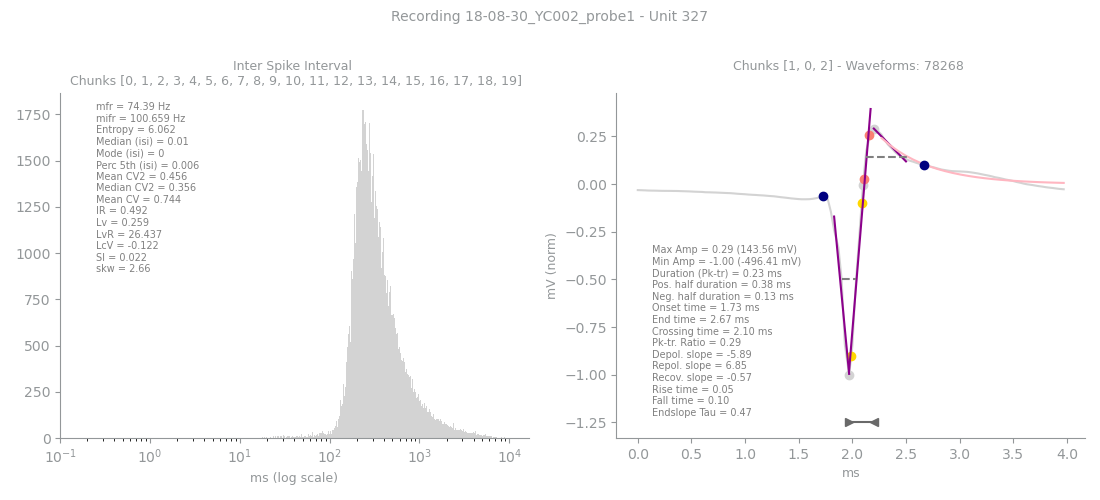 Recording 18-08-30_YC002_probe1 - Unit 327
Inter Spike Interval
Chunks [0, 1, 2, 3, 4, 5, 6, 7, 8, 9, 10, 11, 12, 13, 14, 15, 16, 17, 18, 19]
mfr = 74.39 Hz
mifr = 100.659 Hz
Entropy = 6.062
Median (isi) = 0.01
Mode (isi) = 0
Perc 5th (isi) = 0.006
Mean CV2 = 0.456
Median CV2 = 0.356
Mean CV = 0.744
IR = 0.492
Lv = 0.259
LvR = 26.437
LcV = -0.122
SI = 0.022
skw = 2.66
1750
1500
1250
1000
750
500
250
0
10⁻¹ 10⁰ 10¹ 10² 10³ 10⁴
ms (log scale)
Chunks [1, 0, 2] - Waveforms: 78268
mV (norm)
0.25
0.00
−0.25
−0.50
−0.75
−1.00
−1.25
Max Amp = 0.29 (143.56 mV)
Min Amp = -1.00 (-496.41 mV)
Duration (Pk-tr) = 0.23 ms
Pos. half duration = 0.38 ms
Neg. half duration = 0.13 ms
Onset time = 1.73 ms
End time = 2.67 ms
Crossing time = 2.10 ms
Pk-tr. Ratio = 0.29
Depol. slope = -5.89
Repol. slope = 6.85
Recov. slope = -0.57
Rise time = 0.05
Fall time = 0.10
Endslope Tau = 0.47
0.0 0.5 1.0 1.5 2.0 2.5 3.0 3.5 4.0
ms